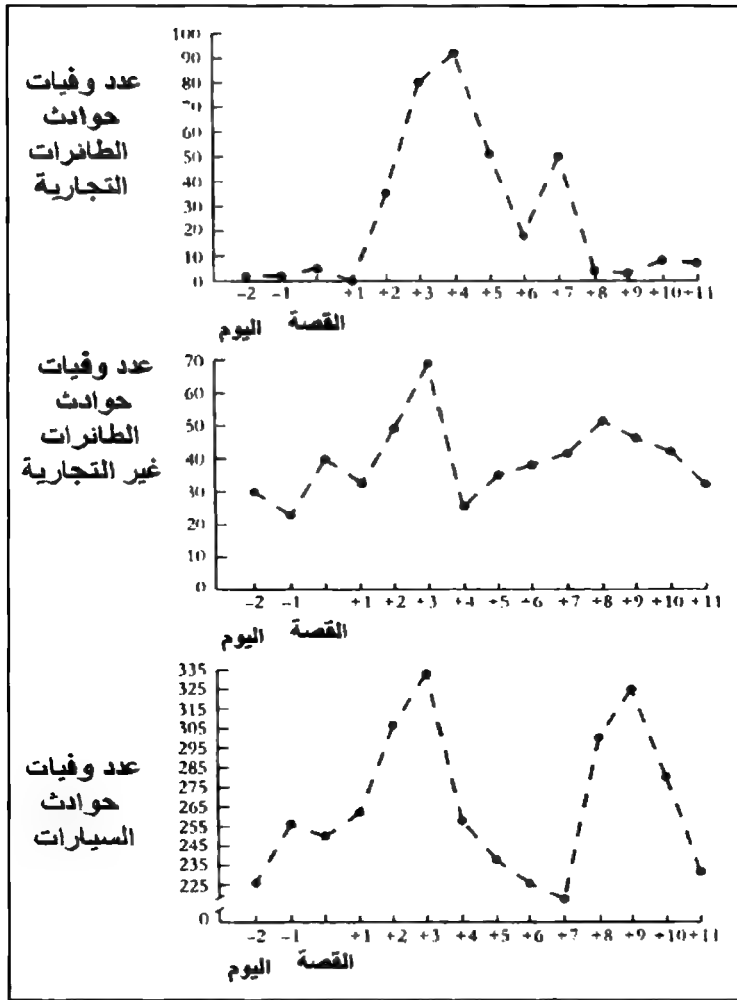 عدد وفيات
حوادث
الطائرات
التجارية
100
90
80
70
60
50
40
30
20
10
0
-2 -1 +1 +2 +3 +4 +5 +6 +7 +8 +9 +10 +11
اليوم القصة
عدد وفيات
حوادث
الطائرات
غير التجارية
70
60
50
40
30
20
10
0
-2 -1 +1 +2 +3 +4 +5 +6 +7 +8 +9 +10 +11
اليوم القصة
عدد وفيات
حوادث
السيارات
335
325
315
305
295
285
275
265
255
245
235
225
0
-2 -1 +1 +2 +3 +4 +5 +6 +7 +8 +9 +10 +11
اليوم القصة